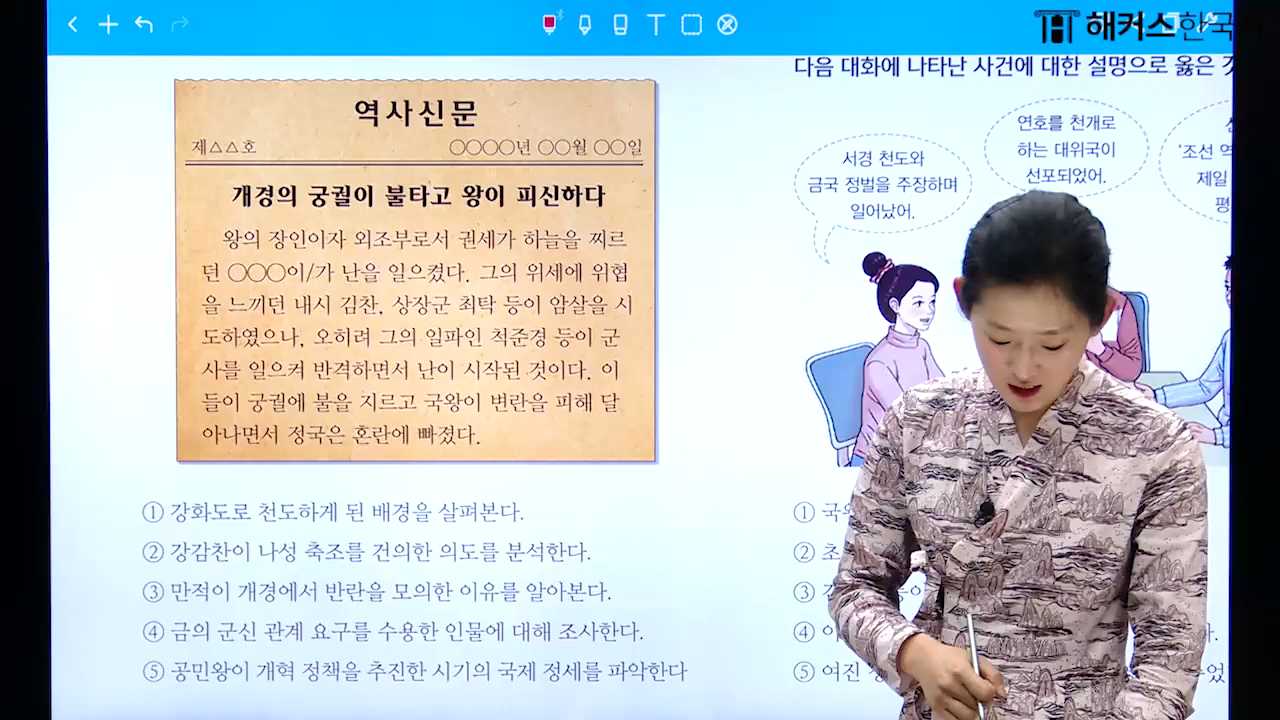 해커스한국
역사신문
제△△호 ○○○○년 ○○월 ○○일
개경의 궁궐이 불타고 왕이 피신하다
왕의 장인이자 외조부로서 권세가 하늘을 찌르
던 ○○○이/가 난을 일으켰다. 그의 위세에 위협
을 느끼던 내시 김찬, 상장군 최탁 등이 암살을 시
도하였으나, 오히려 그의 일파인 척준경 등이 군
사를 일으켜 반격하면서 난이 시작된 것이다. 이
들이 궁궐에 불을 지르고 국왕이 변란을 피해 달
아나면서 정국은 혼란에 빠졌다.
① 강화도로 천도하게 된 배경을 살펴본다.
② 강감찬이 나성 축조를 건의한 의도를 분석한다.
③ 만적이 개경에서 반란을 모의한 이유를 알아본다.
④ 금의 군신 관계 요구를 수용한 인물에 대해 조사한다.
⑤ 공민왕이 개혁 정책을 추진한 시기의 국제 정세를 파악한다
다음 대화에 나타난 사건에 대한 설명으로 옳은
서경 천도와
금국 정벌을 주장하며
일어났어.
연호를 천개로
하는 대위국이
선포되었어.
'조선
제일
①
②
③
④
⑤ 여진